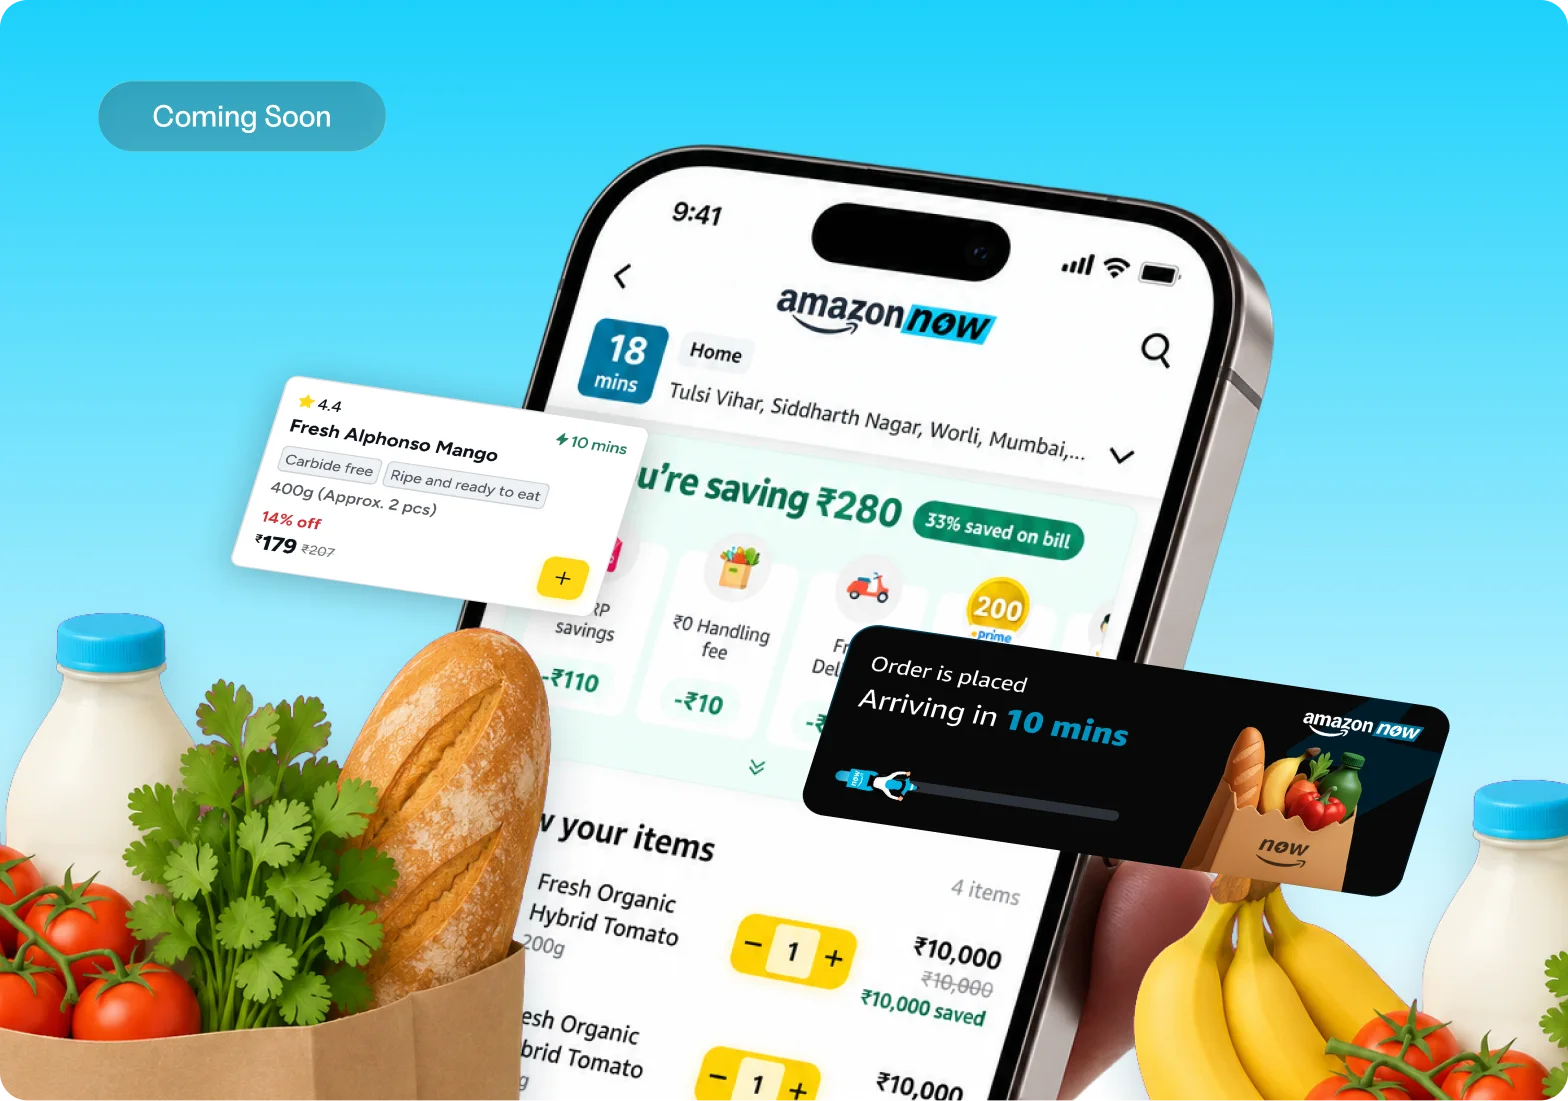 Coming Soon
9:41
amazon now
18
mins
Home
Tulsi Vihar, Siddharth Nagar, Worli, Mumbai,...
4.4
Fresh Alphonso Mango
10 mins
Carbide free
Ripe and ready to eat
400g (Approx. 2 pcs)
14% off
₹179 ₹207
+
u're saving ₹280
33% saved on bill
RP
savings
-₹110
₹0 Handling
fee
-₹10
Fr
Del
-₹
200
prime
Order is placed
Arriving in 10 mins
amazon now
now
now
w your items
4 items
Fresh Organic
Hybrid Tomato
200g
− 1 +
₹10,000
₹10,000
₹10,000 saved
esh Organic
brid Tomato
g
− 1 +
₹10,000